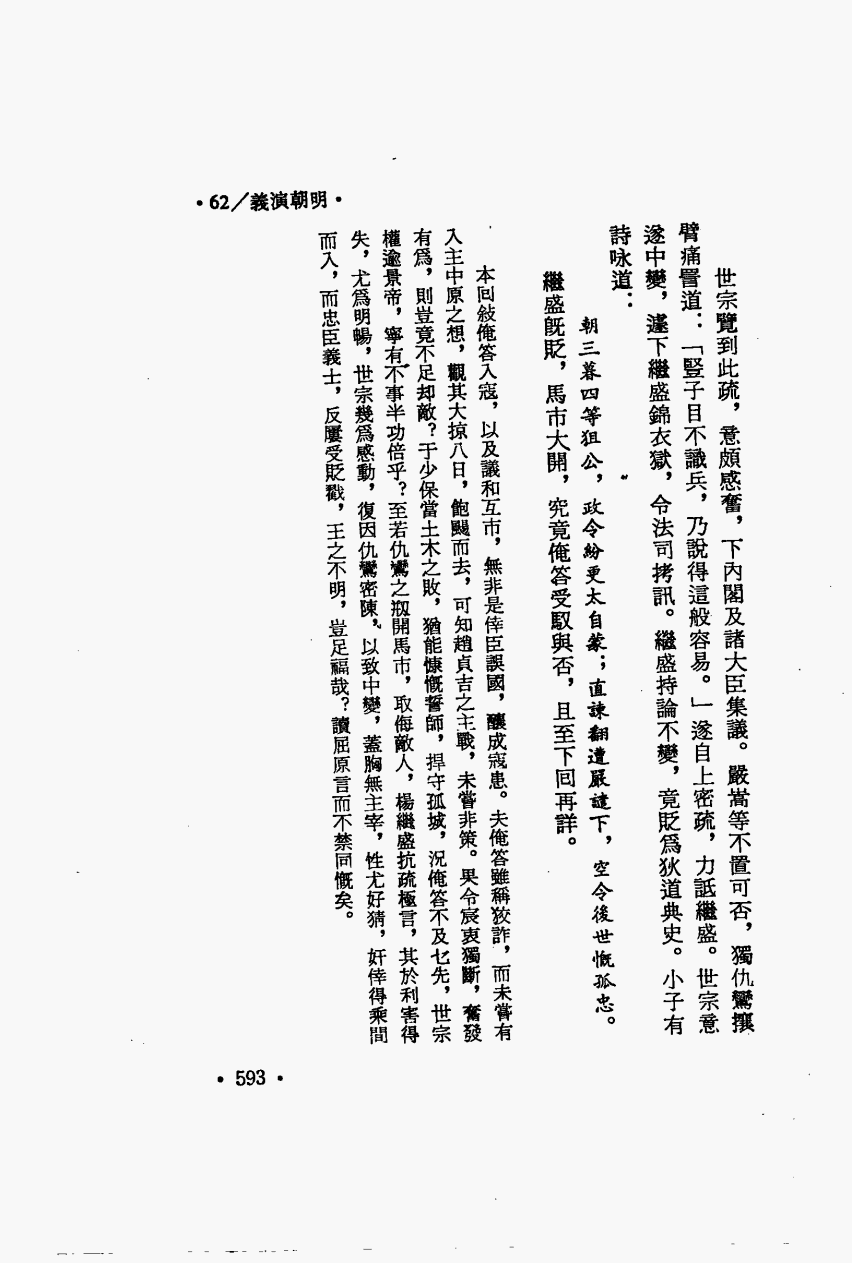 •62/義演朝明•
世宗覽到此疏，意頗感奮，下內閣及諸大臣集議。嚴嵩等不置可否，獨仇鸞攘
臂痛詈道：「豎子目不識兵，乃說得這般容易。」遂自上密疏，力詆繼盛。世宗意
遂中變，遽下繼盛錦衣獄，令法司拷訊。繼盛持論不變，竟貶爲狄道典史。小子有
詩咏道：
朝三暮四等狙公，政令紛更太自蒙；直諫翻遭嚴譴下，空令後世慨孤忠。
繼盛旣貶，馬市大開，究竟俺答受馭與否，且至下回再詳。
本回敍俺答入寇，以及議和互市，無非是倖臣誤國，釀成寇患。夫俺答雖稱狡詐，而未嘗有
入主中原之想，觀其大掠八日，飽颺而去，可知趙貞吉之主戰，未嘗非策。果令宸衷獨斷，奮發
有爲，則豈竟不足却敵？于少保當土木之敗，猶能慷慨誓師，捍守孤城，況俺答不及乜先，世宗
權逾景帝，寧有不事半功倍乎？至若仇鸞之剏開馬市，取侮敵人，楊繼盛抗疏極言，其於利害得
失，尤爲明暢，世宗幾爲感動，復因仇鸞密陳，以致中變，蓋胸無主宰，性尤好猜，奸倖得乘間
而入，而忠臣義士，反屢受貶戳，王之不明，豈足福哉？讀屈原言而不禁同慨矣。
•593•